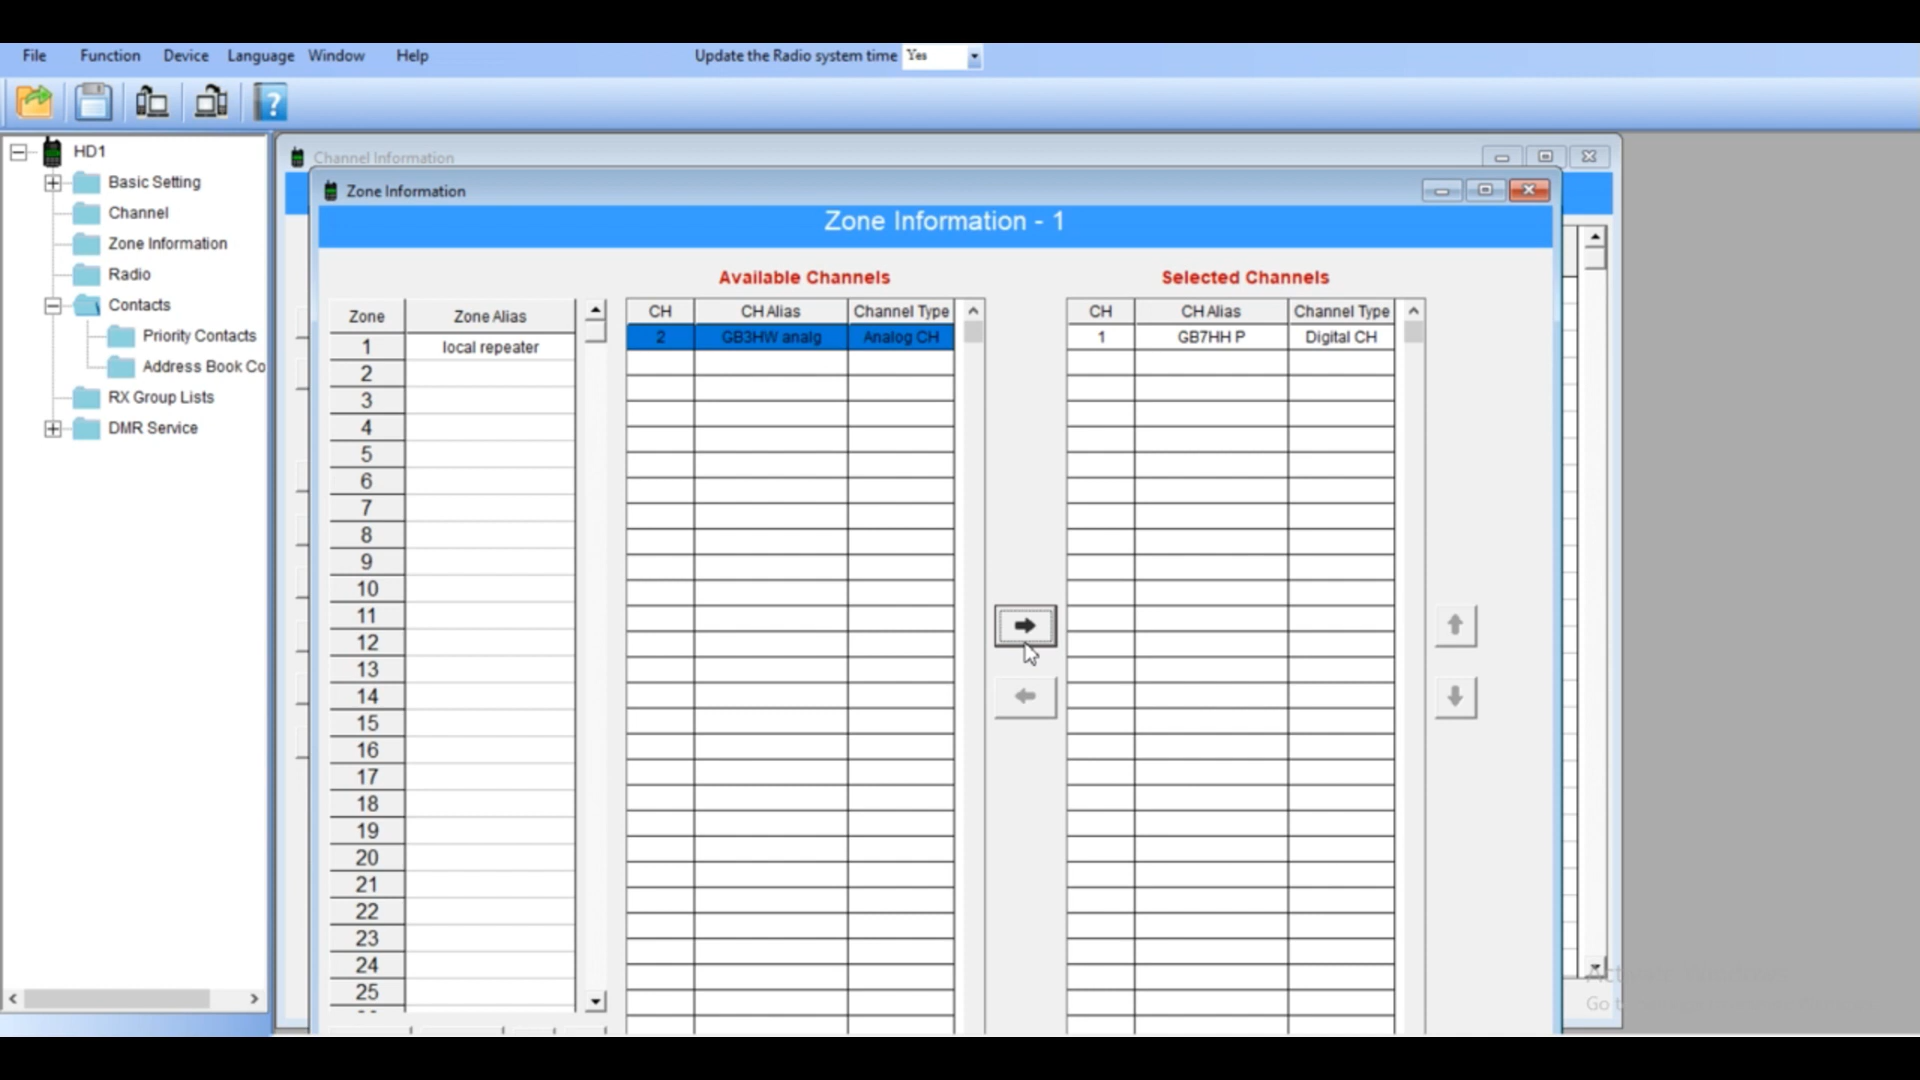 File Function Device Language Window Help Update the Radio system time Yes
HD1
Basic Setting
Channel
Zone Information
Radio
Contacts
Priority Contacts
Address Book Co
RX Group Lists
DMR Service
Channel Information
Zone Information
Zone Information - 1
Available Channels
Selected Channels
Zone Zone Alias
1 local repeater
2
3
4
5
6
7
8
9
10
11
12
13
14
15
16
17
18
19
20
21
22
23
24
25
CH CH Alias Channel Type
2 GB3HW analg Analog CH
CH CH Alias Channel Type
1 GB7HH P Digital CH
Go t